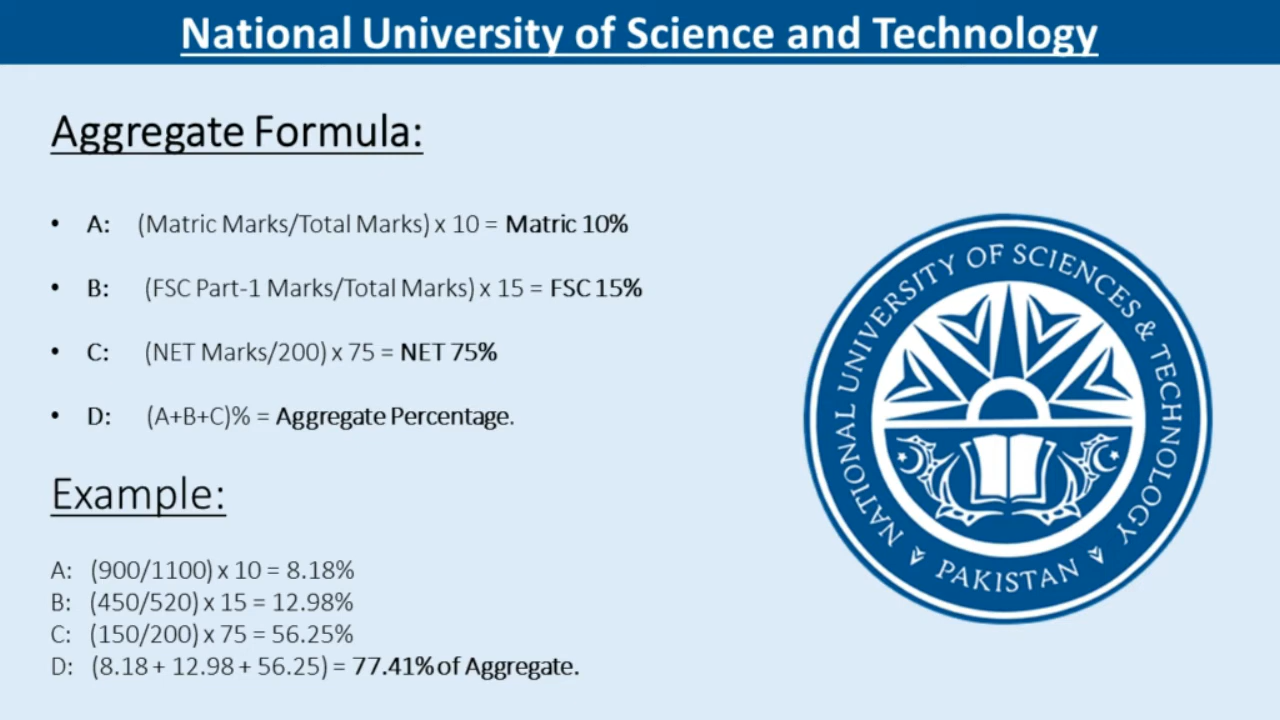 National University of Science and Technology
Aggregate Formula:
• A: (Matric Marks/Total Marks) x 10 = Matric 10%
• B: (FSC Part-1 Marks/Total Marks) x 15 = FSC 15%
• C: (NET Marks/200) x 75 = NET 75%
• D: (A+B+C)% = Aggregate Percentage.
Example:
A: (900/1100) x 10 = 8.18%
B: (450/520) x 15 = 12.98%
C: (150/200) x 75 = 56.25%
D: (8.18 + 12.98 + 56.25) = 77.41% of Aggregate.
NATIONAL UNIVERSITY OF SCIENCES & TECHNOLOGY
PAKISTAN